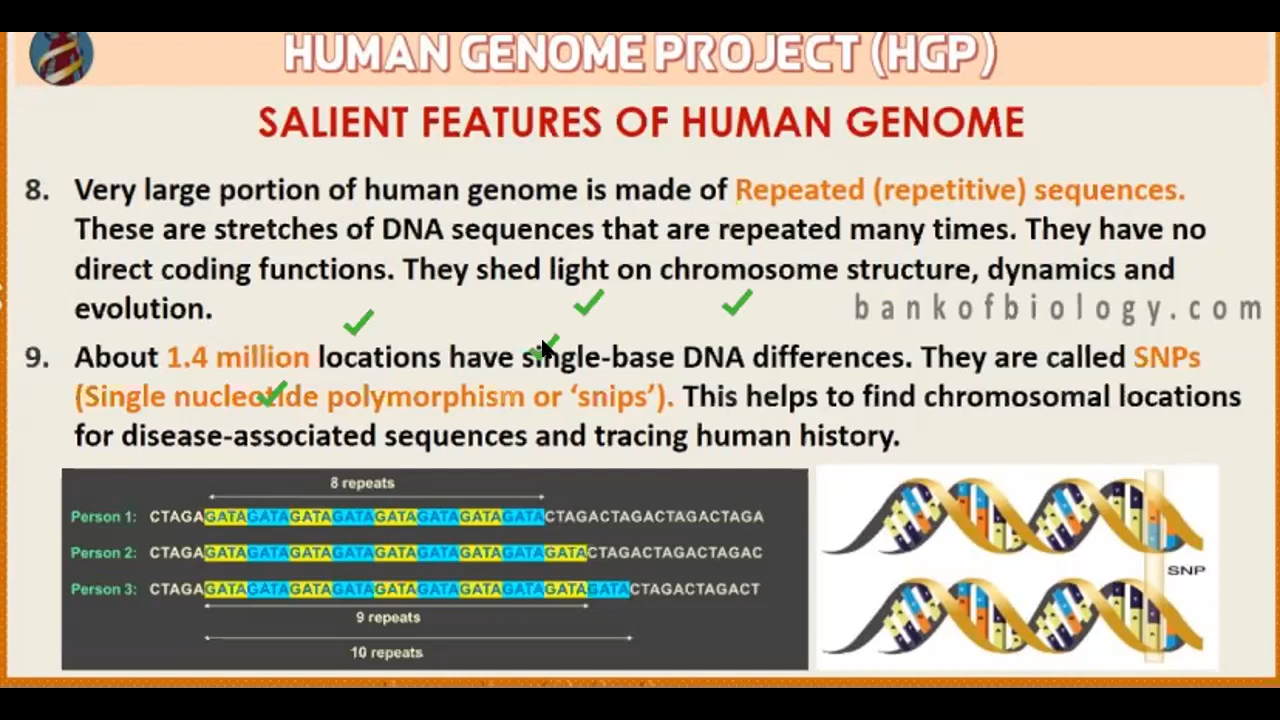 HUMAN GENOME PROJECT (HGP)
SALIENT FEATURES OF HUMAN GENOME
8. Very large portion of human genome is made of Repeated (repetitive) sequences.
These are stretches of DNA sequences that are repeated many times. They have no
direct coding functions. They shed light on chromosome structure, dynamics and
evolution.
bankofbiology.com
9. About 1.4 million locations have single-base DNA differences. They are called SNPs
(Single nucleotide polymorphism or ‘snips’). This helps to find chromosomal locations
for disease-associated sequences and tracing human history.
8 repeats
Person 1: CTAGAGATAGATAGATAGATAGATAGATAGATAGATACTAGACTAGACTAGACTAGA
Person 2: CTAGAGATAGATAGATAGATAGATAGATAGATAGATAGATACTAGACTAGACTAGAC
Person 3: CTAGAGATAGATAGATAGATAGATAGATAGATAGATAGATAGATACTAGACTAGACT
9 repeats
10 repeats
SNP